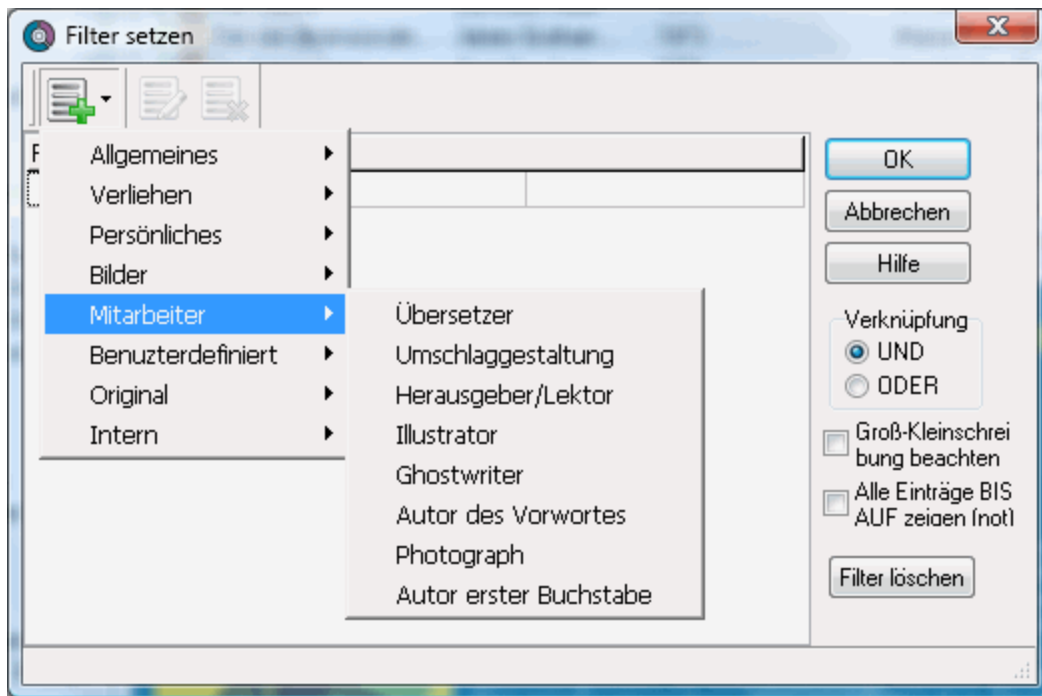 Filter setzen
Allgemeines
Verliehen
Persönliches
Bilder
Mitarbeiter
Benuzterdefiniert
Original
Intern
Übersetzer
Umschlaggestaltung
Herausgeber/Lektor
Illustrator
Ghostwriter
Autor des Vorwortes
Photograph
Autor erster Buchstabe
OK
Abbrechen
Hilfe
Verknüpfung
UND
ODER
Groß-Kleinschrei
bung beachten
Alle Einträge BIS
AUF zeigen (not)
Filter löschen